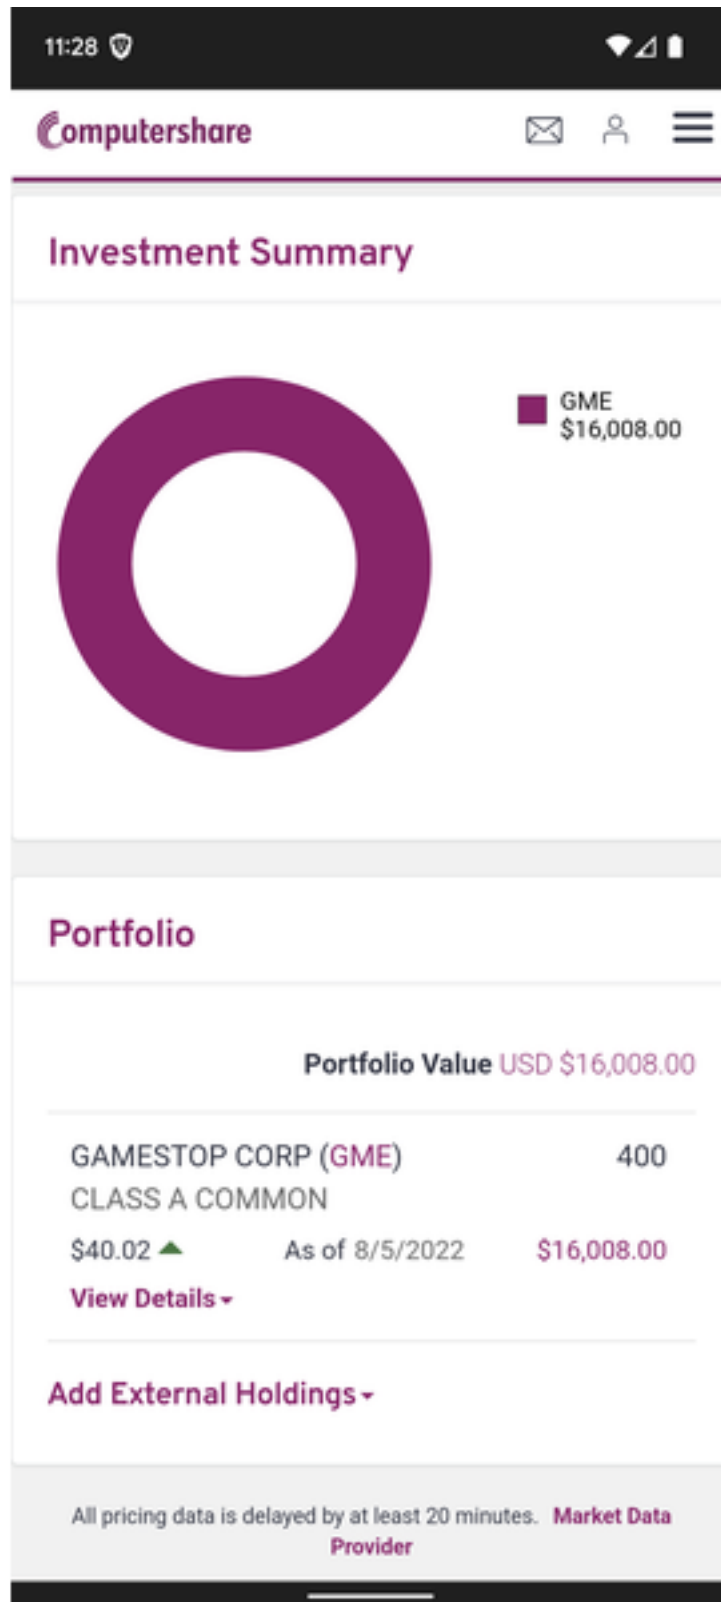 11:28
Computershare
Investment Summary
GME
$16,008.00
Portfolio
Portfolio Value USD $16,008.00
GAMESTOP CORP (GME) 400
CLASS A COMMON
$40.02 As of 8/5/2022 $16,008.00
View Details
Add External Holdings
All pricing data is delayed by at least 20 minutes. Market Data
Provider